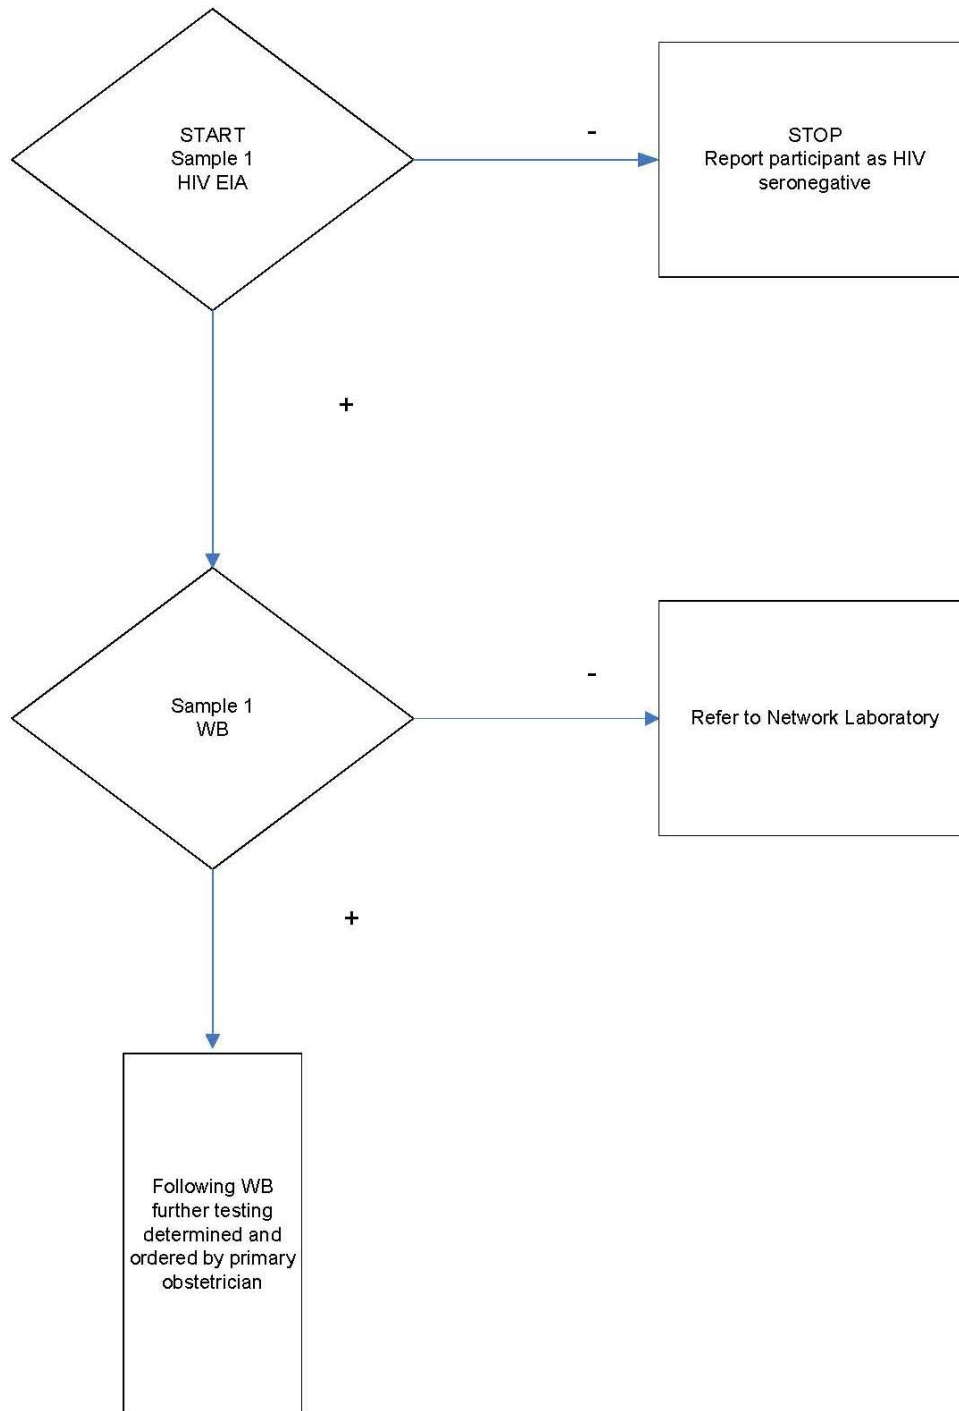 START
Sample 1
HIV EIA
-
STOP
Report participant as HIV
seronegative
+
Sample 1
WB
-
Refer to Network Laboratory
+
Following WB
further testing
determined and
ordered by primary
obstetrician